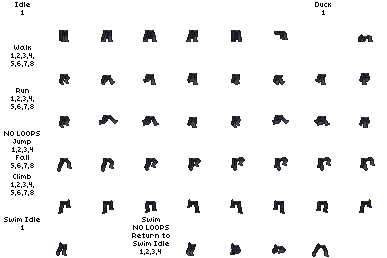 Idle
1
Duck
1
Walk
1,2,3,4,
5,6,7,8
Run
1,2,3,4,
5,6,7,8
NO LOOPS
Jump
1,2,3,4
Fall
5,6,7,8
Climb
1,2,3,4,
5,6,7,8
Swim Idle
1
Swim
NO LOOPS
Return to
Swim Idle
1,2,3,4